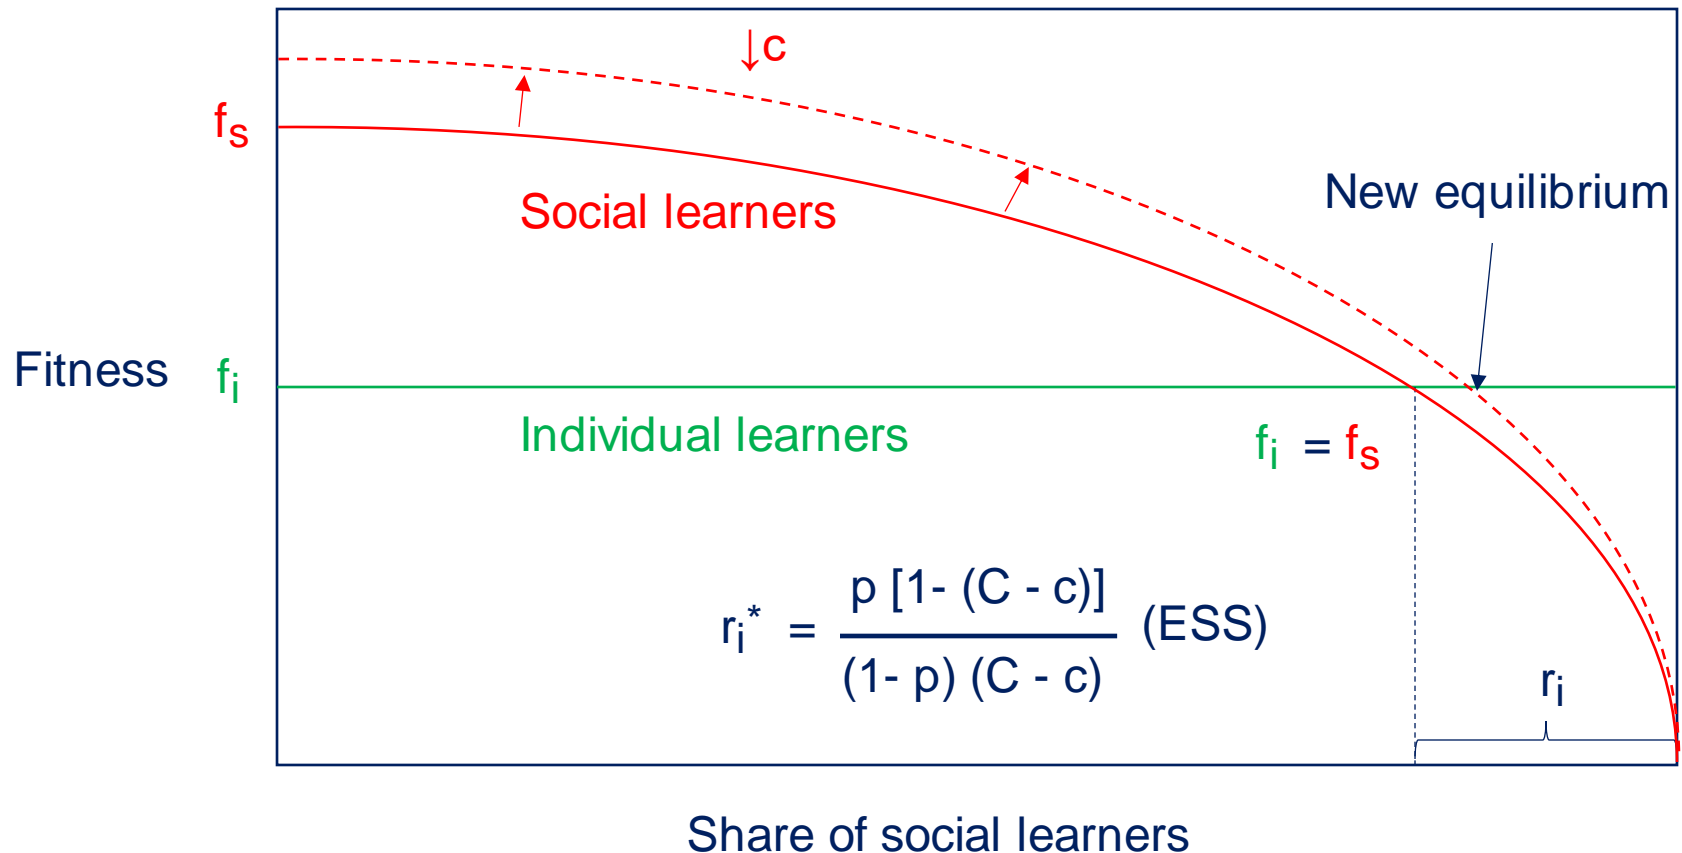 ↓c
fs
Social learners
New equilibrium
Fitness
fi
Individual learners
fi = fs
ri* = p [1- (C - c)] / (1- p) (C - c) (ESS)
ri
Share of social learners